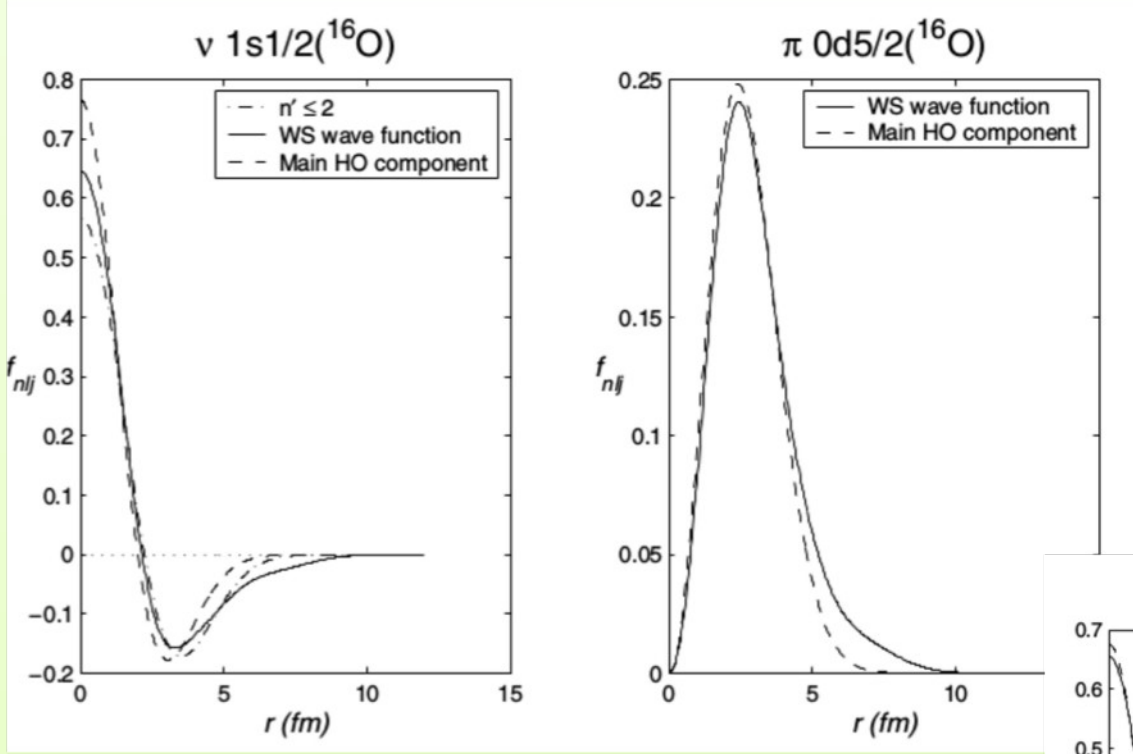 ν 1s1/2(¹⁶O)
0.8
0.7
0.6
0.5
0.4
0.3
0.2
0.1
0
−0.1
−0.2
f_nlj
n′ ≤ 2
WS wave function
Main HO component
0 5 10 15
r (fm)
π 0d5/2(¹⁶O)
0.25
0.2
0.15
0.1
0.05
0
f_nlj
WS wave function
Main HO component
0 5 10
r (fm)
0.7
0.6
0.5